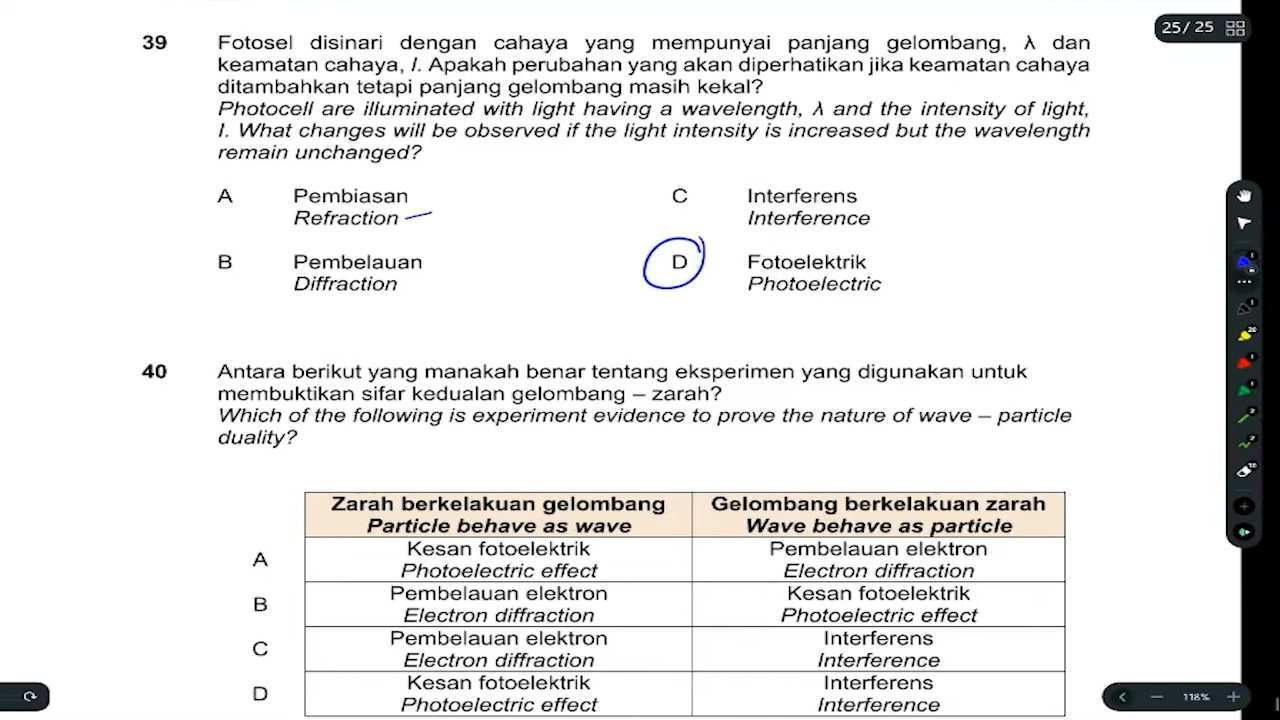 25/ 25
39 Fotosel disinari dengan cahaya yang mempunyai panjang gelombang, λ dan
keamatan cahaya, I. Apakah perubahan yang akan diperhatikan jika keamatan cahaya
ditambahkan tetapi panjang gelombang masih kekal?
Photocell are illuminated with light having a wavelength, λ and the intensity of light,
I. What changes will be observed if the light intensity is increased but the wavelength
remain unchanged?
A Pembiasan
Refraction
B Pembelauan
Diffraction
C Interferens
Interference
D Fotoelektrik
Photoelectric
40 Antara berikut yang manakah benar tentang eksperimen yang digunakan untuk
membuktikan sifar kedualan gelombang – zarah?
Which of the following is experiment evidence to prove the nature of wave – particle
duality?
Zarah berkelakuan gelombang
Particle behave as wave
Gelombang berkelakuan zarah
Wave behave as particle
A Kesan fotoelektrik
Photoelectric effect
Pembelauan elektron
Electron diffraction
B Pembelauan elektron
Electron diffraction
Kesan fotoelektrik
Photoelectric effect
C Pembelauan elektron
Electron diffraction
Interferens
Interference
D Kesan fotoelektrik
Photoelectric effect
Interferens
Interference
118%